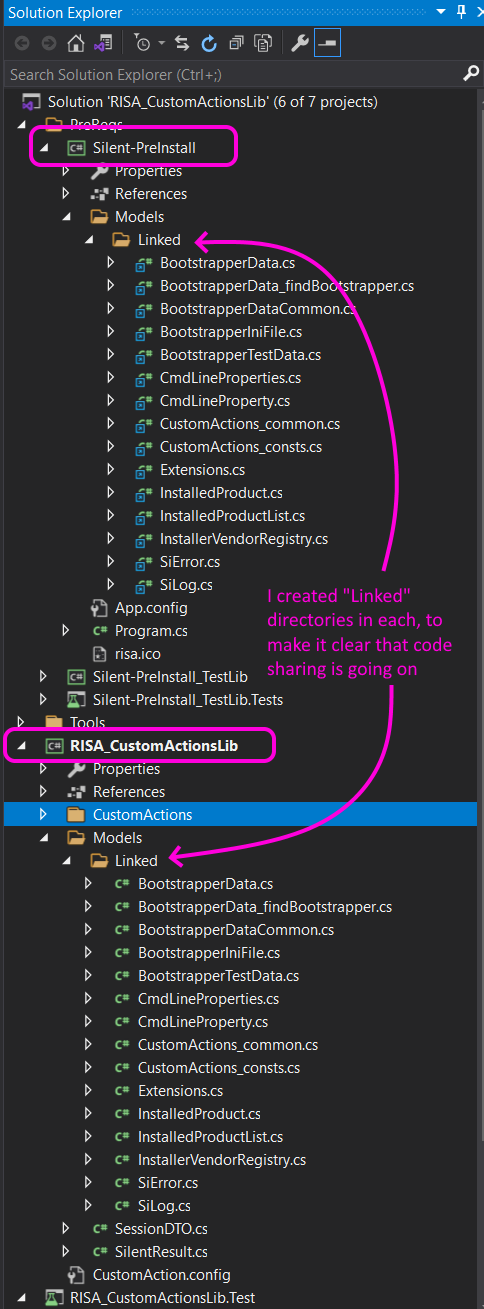 Solution Explorer
Search Solution Explorer (Ctrl+;)
Solution 'RISA_CustomActionsLib' (6 of 7 projects)
PreReqs
Silent-PreInstall
Properties
References
Models
Linked
BootstrapperData.cs
BootstrapperData_findBootstrapper.cs
BootstrapperDataCommon.cs
BootstrapperIniFile.cs
BootstrapperTestData.cs
CmdLineProperties.cs
CmdLineProperty.cs
CustomActions_common.cs
CustomActions_consts.cs
Extensions.cs
InstalledProduct.cs
InstalledProductList.cs
InstallerVendorRegistry.cs
SiError.cs
SiLog.cs
App.config
Program.cs
risa.ico
I created "Linked"
directories in each, to
make it clear that code
sharing is going on
Silent-PreInstall_TestLib
Silent-PreInstall_TestLib.Tests
Tools
RISA_CustomActionsLib
Properties
References
CustomActions
Models
Linked
BootstrapperData.cs
BootstrapperData_findBootstrapper.cs
BootstrapperDataCommon.cs
BootstrapperIniFile.cs
BootstrapperTestData.cs
CmdLineProperties.cs
CmdLineProperty.cs
CustomActions_common.cs
CustomActions_consts.cs
Extensions.cs
InstalledProduct.cs
InstalledProductList.cs
InstallerVendorRegistry.cs
SiError.cs
SiLog.cs
SessionDTO.cs
SilentResult.cs
CustomAction.config
RISA_CustomActionsLib.Test